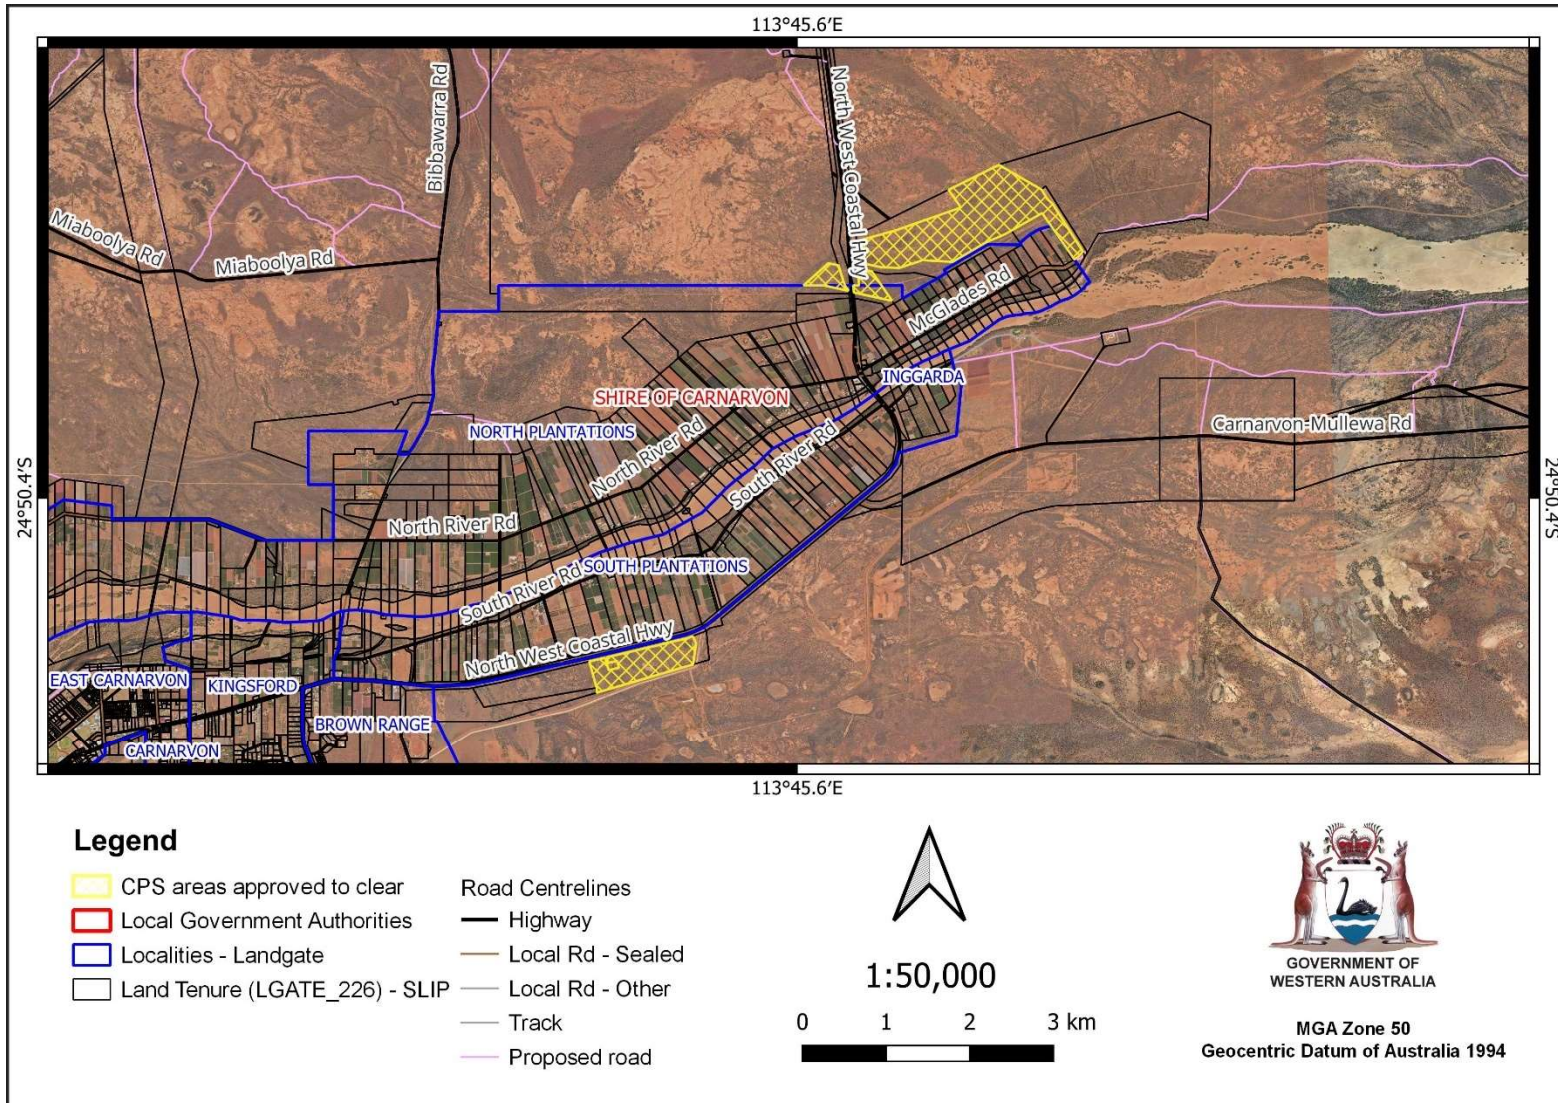 113°45.6'E
Bibbawarra Rd
North West Coastal Hwy
Miaboolya Rd
Miaboolya Rd
McGlades Rd
INGGARDA
SHIRE OF CARNARVON
NORTH PLANTATIONS
Carnarvon-Mullewa Rd
North River Rd
South River Rd
24°50.4'S
24°50.4'S
North River Rd
SOUTH PLANTATIONS
South River Rd
North West Coastal Hwy
EAST CARNARVON
KINGSFORD
BROWN RANGE
CARNARVON
113°45.6'E
Legend
CPS areas approved to clear
Local Government Authorities
Localities - Landgate
Land Tenure (LGATE_226) - SLIP
Road Centrelines
Highway
Local Rd - Sealed
Local Rd - Other
Track
Proposed road
1:50,000
0 1 2 3 km
GOVERNMENT OF
WESTERN AUSTRALIA
MGA Zone 50
Geocentric Datum of Australia 1994